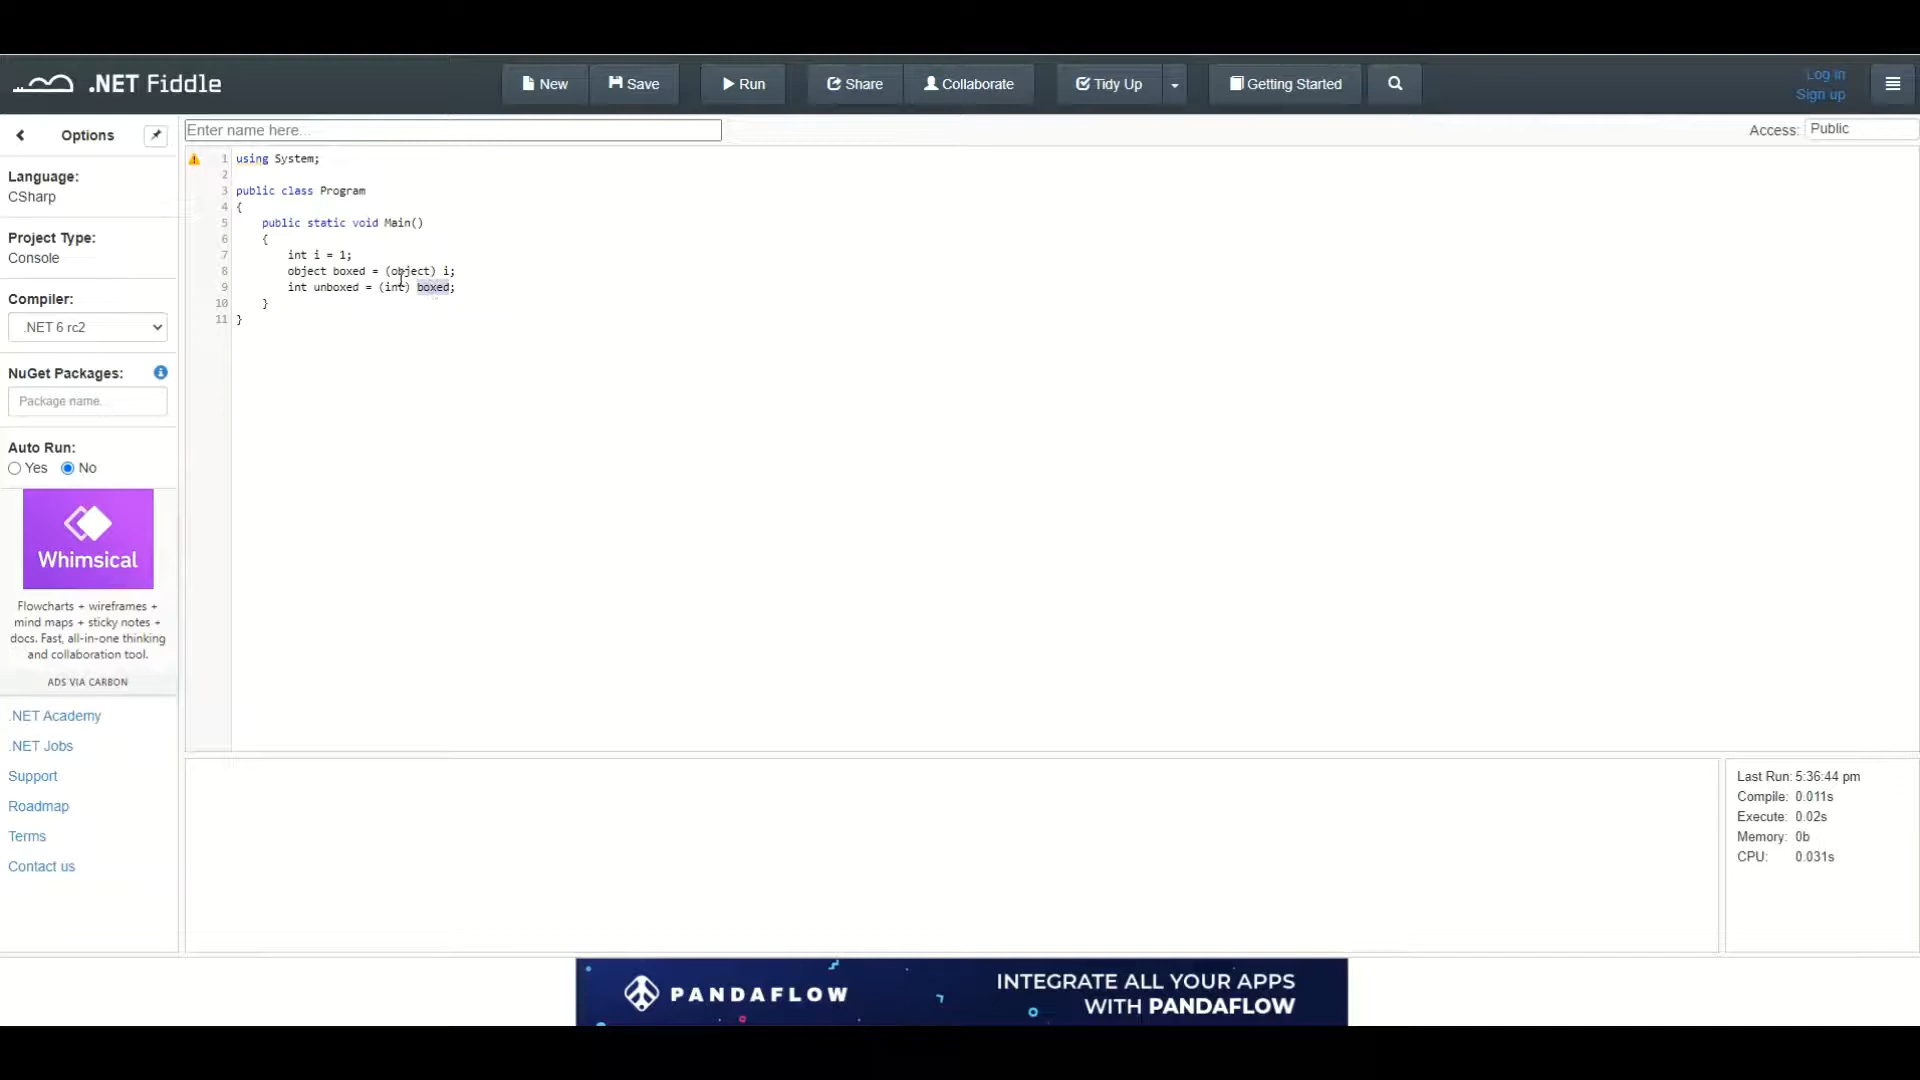 .NET Fiddle
New
Save
Run
Share
Collaborate
Tidy Up
Getting Started
Log in
Sign up
Options
Enter name here...
Access: Public
Language:
CSharp
Project Type:
Console
Compiler:
.NET 6 rc2
NuGet Packages:
Package name...
Auto Run:
Yes No
Whimsical
Flowcharts + wireframes +
mind maps + sticky notes +
docs. Fast, all-in-one thinking
and collaboration tool.
ADS VIA CARBON
.NET Academy
.NET Jobs
Support
Roadmap
Terms
Contact us
1 using System;
2
3 public class Program
4 {
5 public static void Main()
6 {
7 int i = 1;
8 object boxed = (object) i;
9 int unboxed = (int) boxed;
10 }
11 }
Last Run: 5:36:44 pm
Compile: 0.011s
Execute: 0.02s
Memory: 0b
CPU: 0.031s
PANDAFLOW
INTEGRATE ALL YOUR APPS
WITH PANDAFLOW